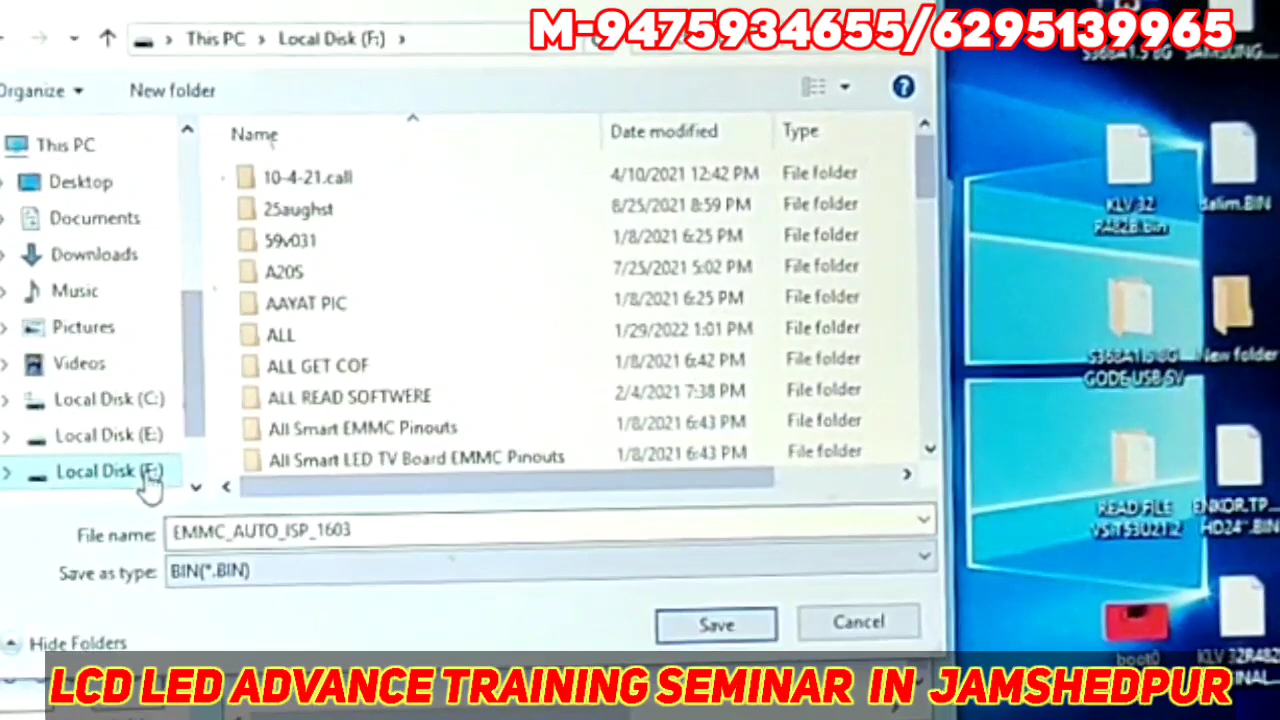 M-9475934655/6295139965
This PC > Local Disk (F:) >
Organize New folder
Name Date modified Type
10-4-21.call 4/10/2021 12:42 PM File folder
25aughst 8/25/2021 8:59 PM File folder
59v031 1/8/2021 6:25 PM File folder
A20S 7/25/2021 5:02 PM File folder
AAYAT PIC 1/8/2021 6:25 PM File folder
ALL 1/29/2022 1:01 PM File folder
ALL GET COF 1/8/2021 6:42 PM File folder
ALL READ SOFTWERE 2/4/2021 7:38 PM File folder
All Smart EMMC Pinouts 1/8/2021 6:43 PM File folder
All Smart LED TV Board EMMC Pinouts 1/8/2021 6:43 PM File folder
This PC
Desktop
Documents
Downloads
Music
Pictures
Videos
Local Disk (C:)
Local Disk (E:)
Local Disk (F:)
File name: EMMC_AUTO_ISP_1603
Save as type: BIN(*.BIN)
Save Cancel
Hide Folders
KLV 32
R482B.bin
dalim.BIN
New folder
READ FILE
boot0
LCD LED ADVANCE TRAINING SEMINAR IN JAMSHEDPUR